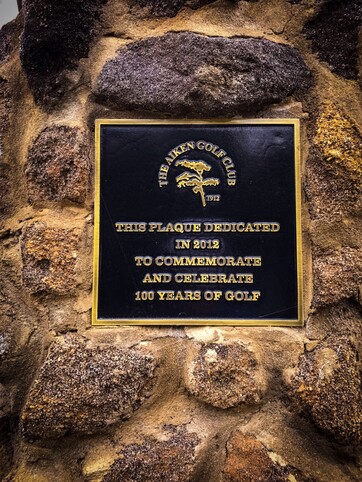 THE AIKEN GOLF CLUB
1912
THIS PLAQUE DEDICATED
IN 2012
TO COMMEMORATE
AND CELEBRATE
100 YEARS OF GOLF